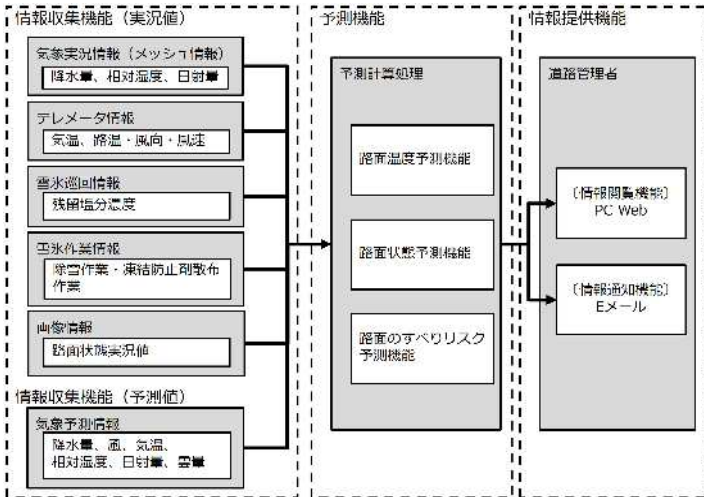 情報収集機能（実況値）
気象実況情報（メッシュ情報）
降水量、相対湿度、日射量
テレメータ情報
気温、路温・風向・風速
雪氷巡回情報
残留塩分濃度
雪氷作業情報
除雪作業・凍結防止剤散布
作業
画像情報
路面状態実況値
情報収集機能（予測値）
気象予測情報
降水量、風、気温、
相対湿度、日射量、雲量
予測機能
予測計算処理
路面温度予測機能
路面状態予測機能
路面のすべりリスク
予測機能
情報提供機能
道路管理者
〔情報閲覧機能〕
PC Web
〔情報通知機能〕
Eメール